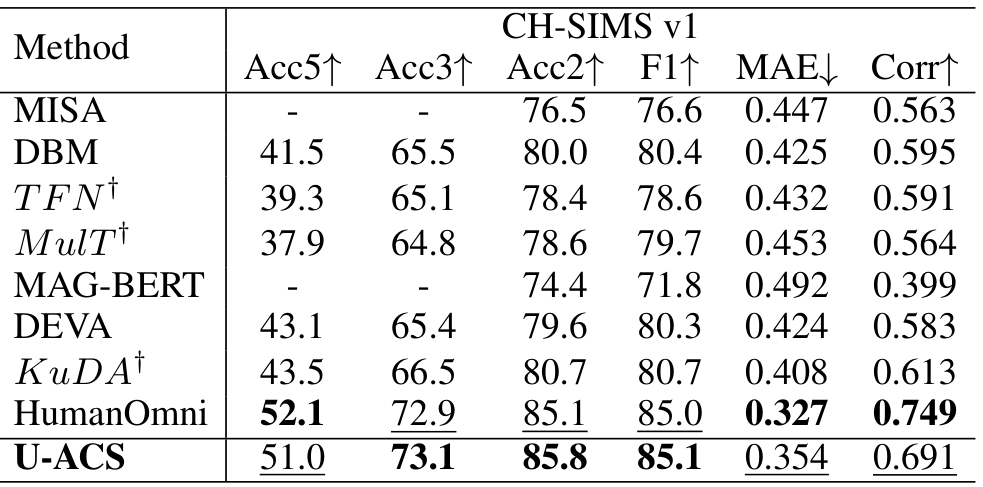 CH-SIMS v1
Method Acc5↑ Acc3↑ Acc2↑ F1↑ MAE↓ Corr↑
MISA - - 76.5 76.6 0.447 0.563
DBM 41.5 65.5 80.0 80.4 0.425 0.595
TFN† 39.3 65.1 78.4 78.6 0.432 0.591
MulT† 37.9 64.8 78.6 79.7 0.453 0.564
MAG-BERT - - 74.4 71.8 0.492 0.399
DEVA 43.1 65.4 79.6 80.3 0.424 0.583
KuDA† 43.5 66.5 80.7 80.7 0.408 0.613
HumanOmni 52.1 72.9 85.1 85.0 0.327 0.749
U-ACS 51.0 73.1 85.8 85.1 0.354 0.691